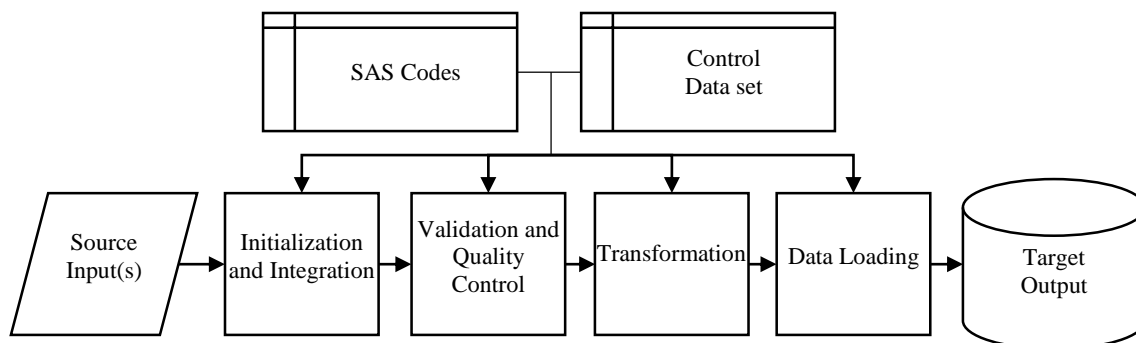 SAS Codes
Control
Data set
Source
Input(s)
Initialization
and Integration
Validation and
Quality
Control
Transformation
Data Loading
Target
Output